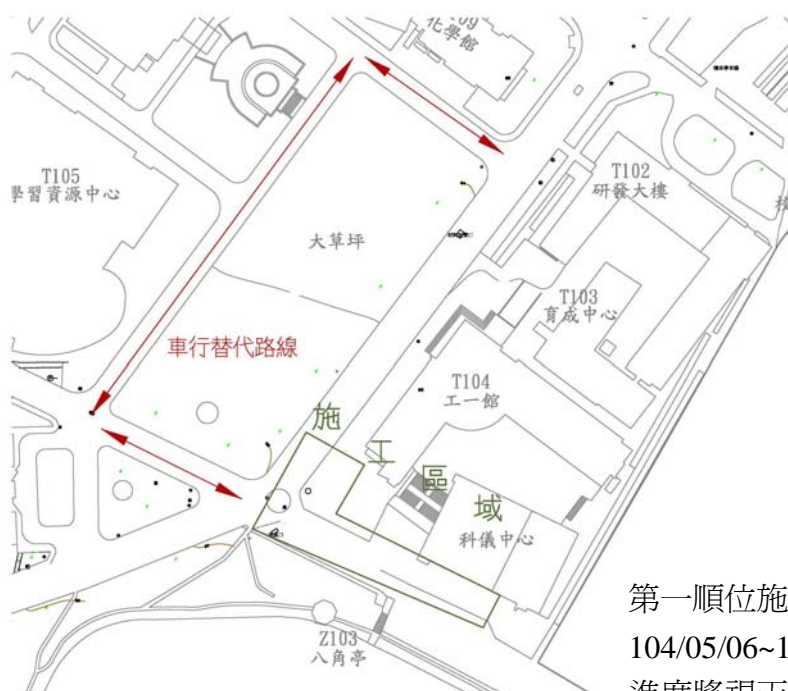 T109
化學館
T105
學習資源中心
大草坪
T102
研發大樓
T103
育成中心
車行替代路線
T104
工一館
施工區域
科儀中心
Z103
八角亭
第一順位施
104/05/06~1